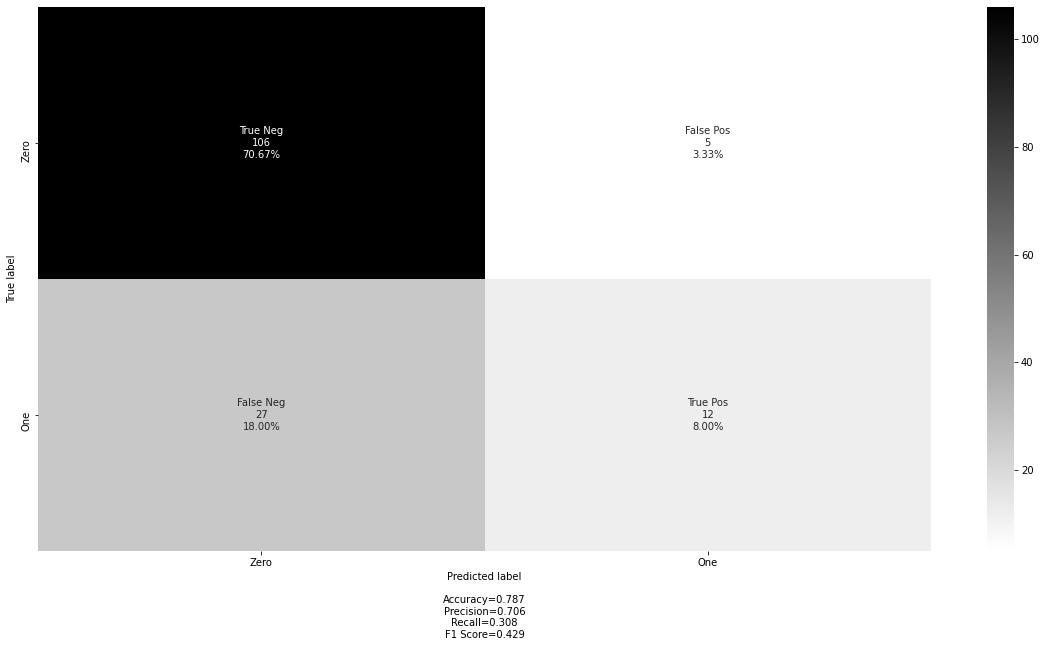 True label
Zero
One
True Neg
106
70.67%
False Pos
5
3.33%
False Neg
27
18.00%
True Pos
12
8.00%
100
80
60
40
20
Zero
One
Predicted label
Accuracy=0.787
Precision=0.706
Recall=0.308
F1 Score=0.429